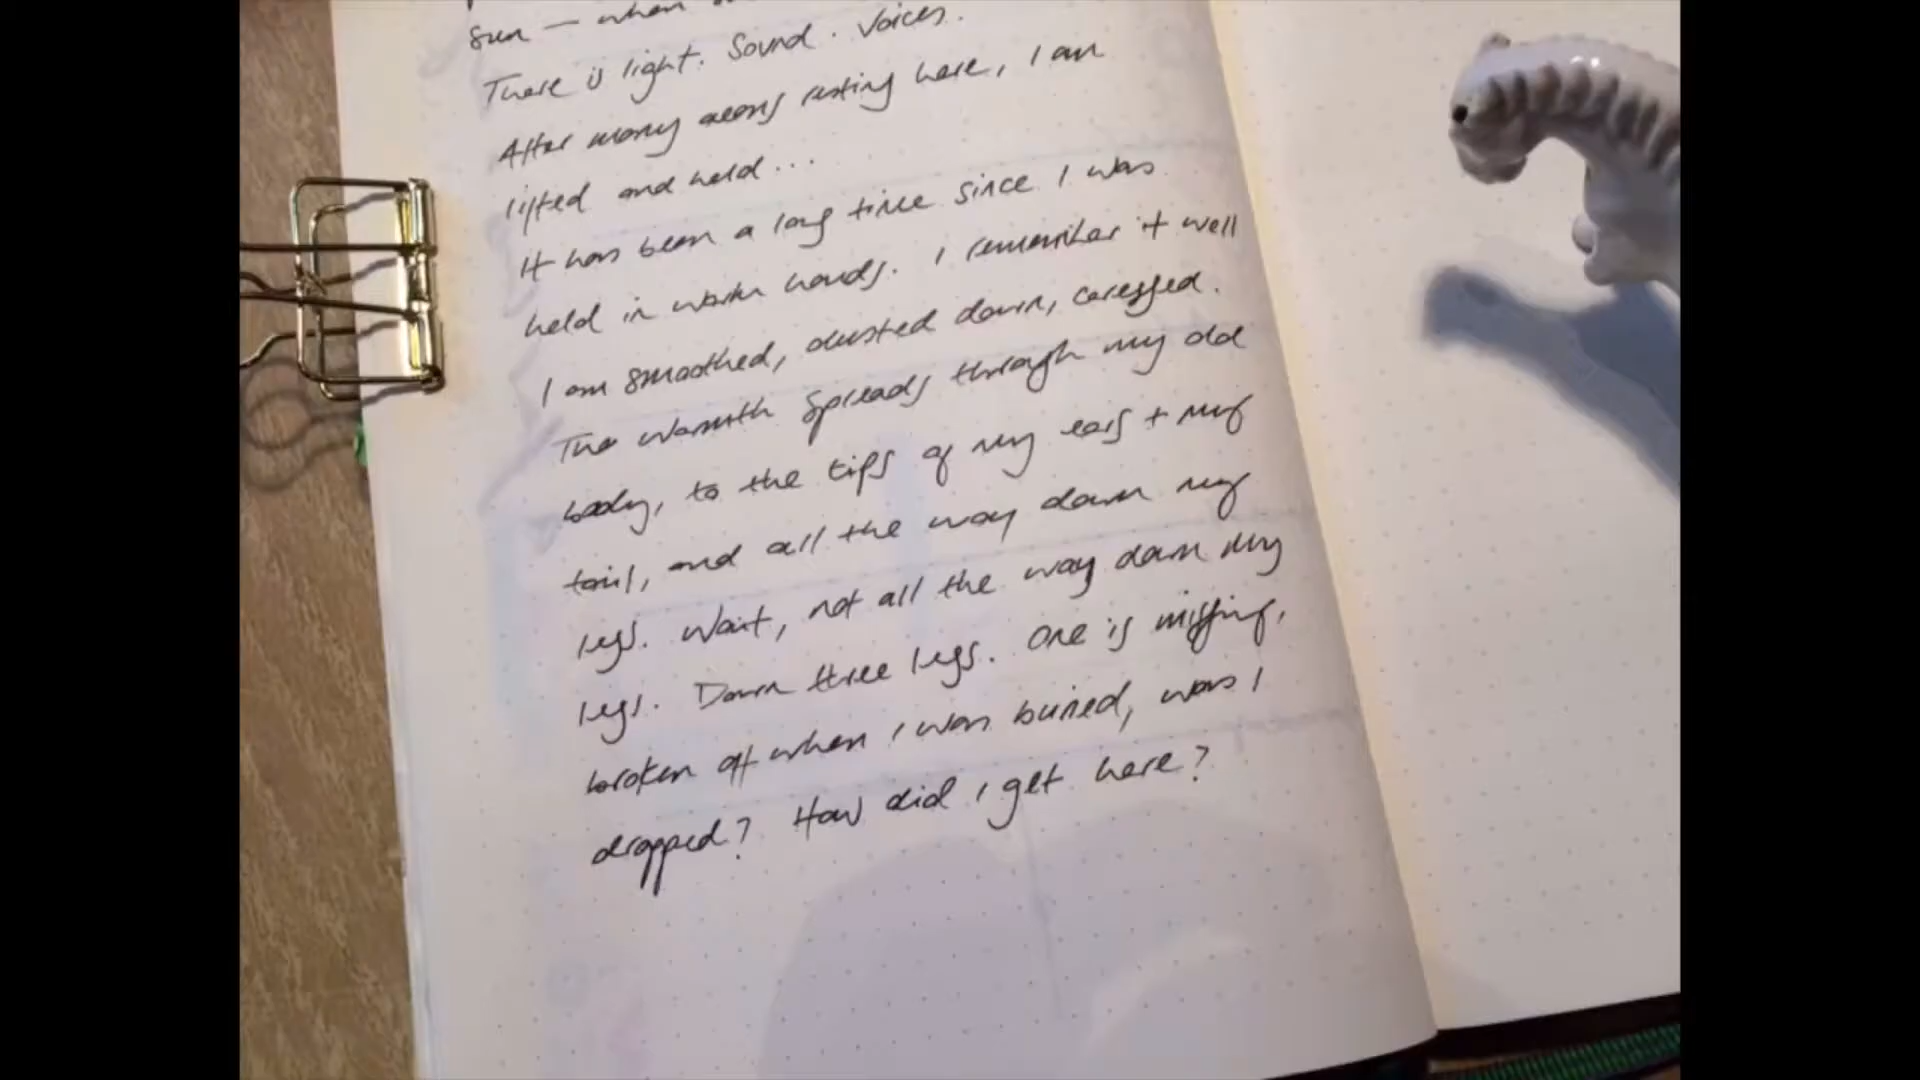 sun — when
There is light. Sound. Voices.
After many aeons resting here, I am
lifted and held...
It has been a long time since I was
held in warm hands. I remember it well
I am smoothed, dusted down, caressed.
The warmth spreads through my old
body, to the tips of my ears + my
tail, and all the way down my
legs. Wait, not all the way down my
legs. Down three legs. One is missing,
broken off when I was buried, was I
dropped? How did I get here?